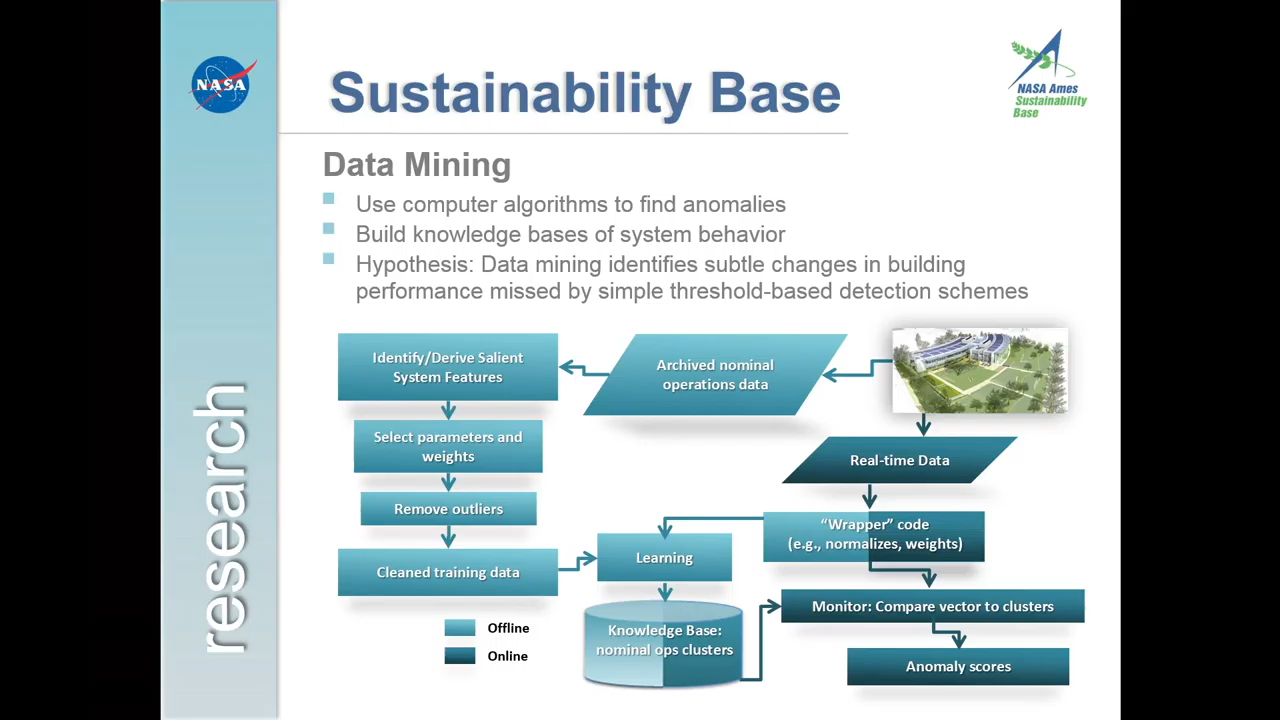 NASA
Sustainability Base
NASA Ames
Sustainability
Base
Data Mining
Use computer algorithms to find anomalies
Build knowledge bases of system behavior
Hypothesis: Data mining identifies subtle changes in building
performance missed by simple threshold-based detection schemes
research
Identify/Derive Salient
System Features
Archived nominal
operations data
Select parameters and
weights
Real-time Data
Remove outliers
“Wrapper” code
(e.g., normalizes, weights)
Cleaned training data
Learning
Monitor: Compare vector to clusters
Knowledge Base:
nominal ops clusters
Anomaly scores
Offline
Online